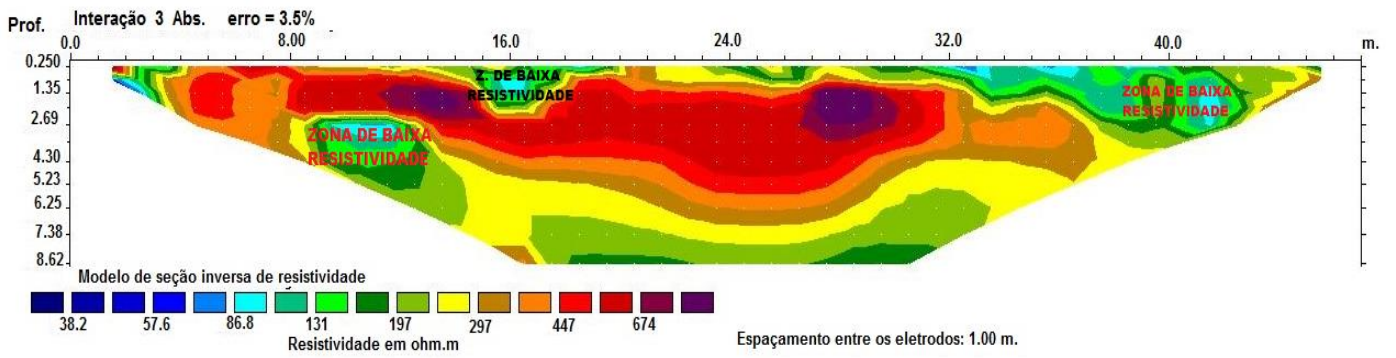 Prof. Interação 3 Abs. erro = 3.5%
0.0 8.00 16.0 24.0 32.0 40.0 m.
0.250
1.35
2.69
4.30
5.23
6.25
7.38
8.62
Z. DE BAIXA
RESISTIVIDADE
ZONA DE BAIXA
RESISTIVIDADE
ZONA DE BAIXA
RESISTIVIDADE
Modelo de seção inversa de resistividade
38.2 57.6 86.8 131 197 297 447 674
Resistividade em ohm.m
Espaçamento entre os eletrodos: 1.00 m.